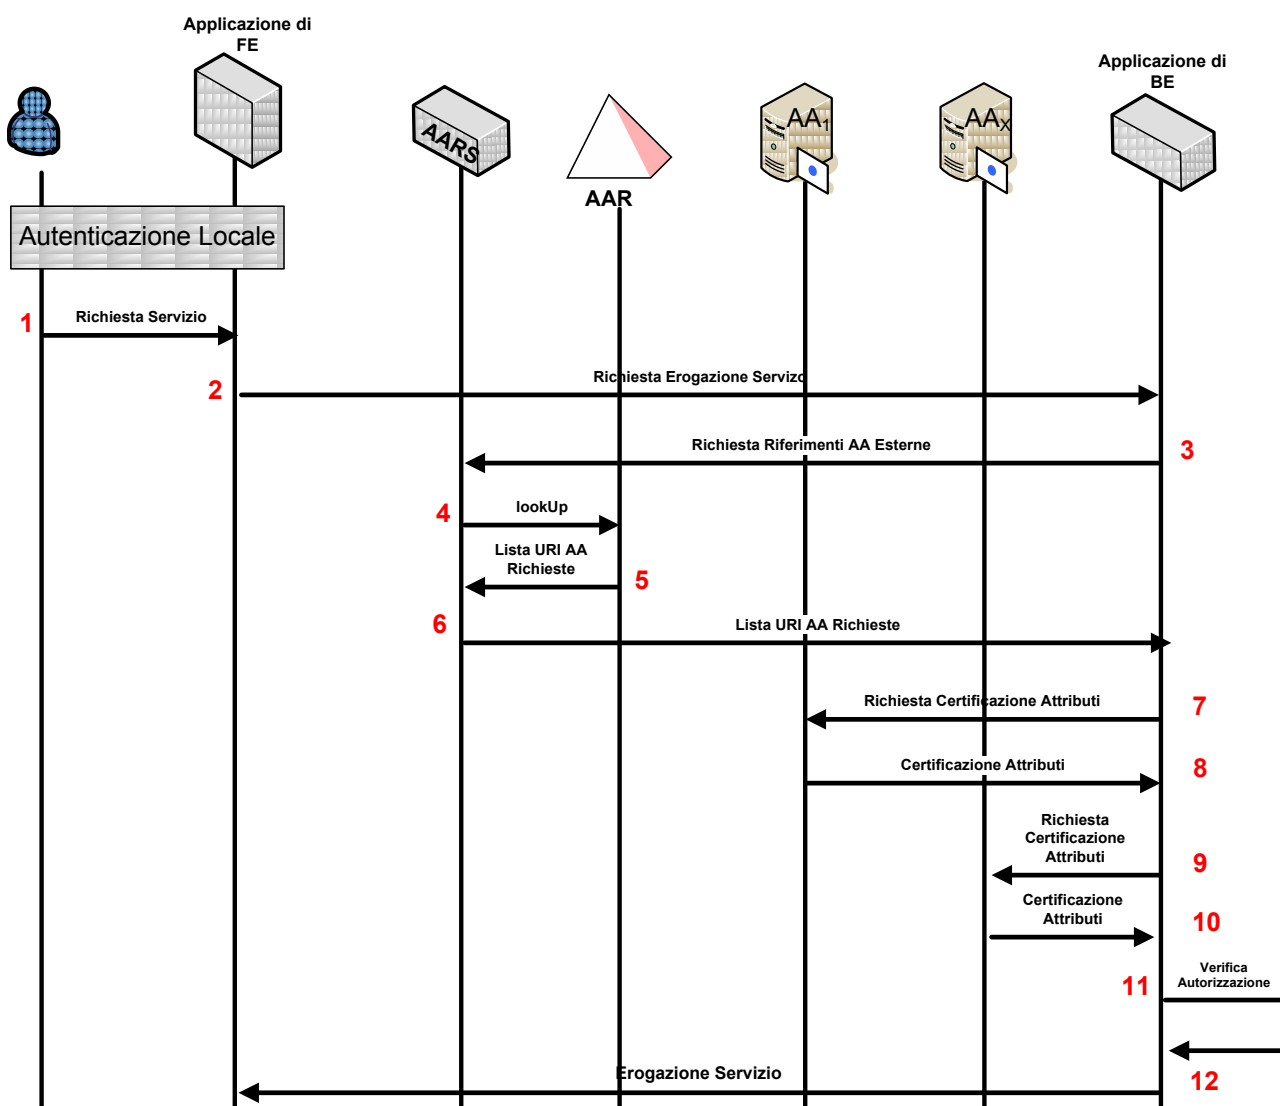 Applicazione di
FE
Applicazione di
BE
AARS
AAR
AA1
AAX
Autenticazione Locale
1
Richiesta Servizio
2
Richiesta Erogazione Servizo
Richiesta Riferimenti AA Esterne
3
4
lookUp
Lista URI AA
Richieste
5
6
Lista URI AA Richieste
Richiesta Certificazione Attributi
7
Certificazione Attributi
8
Richiesta
Certificazione
Attributi
9
Certificazione
Attributi
10
11
Verifica
Autorizzazione
Erogazione Servizio
12